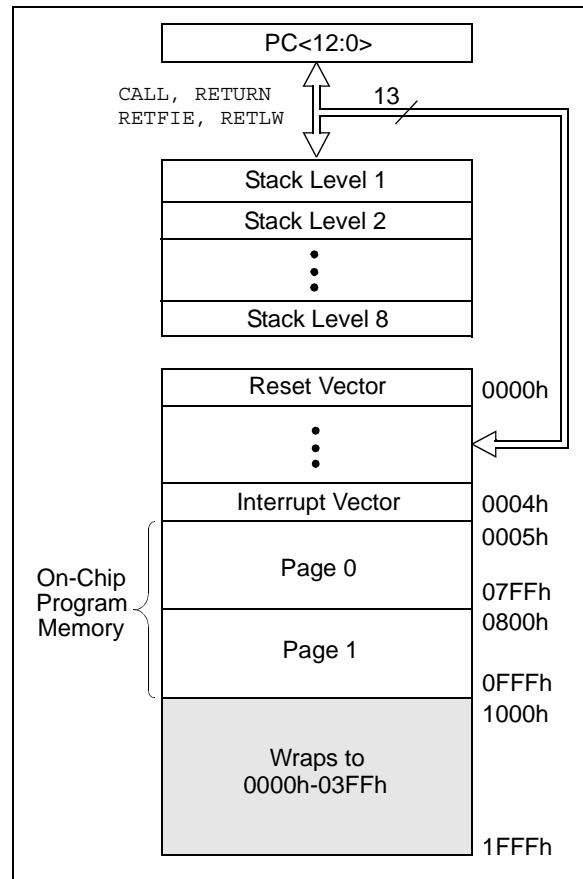 PC<12:0>
CALL, RETURN
RETFIE, RETLW
13
Stack Level 1
Stack Level 2
Stack Level 8
Reset Vector
0000h
Interrupt Vector
0004h
0005h
On-Chip
Program
Memory
Page 0
07FFh
0800h
Page 1
0FFFh
1000h
Wraps to
0000h-03FFh
1FFFh